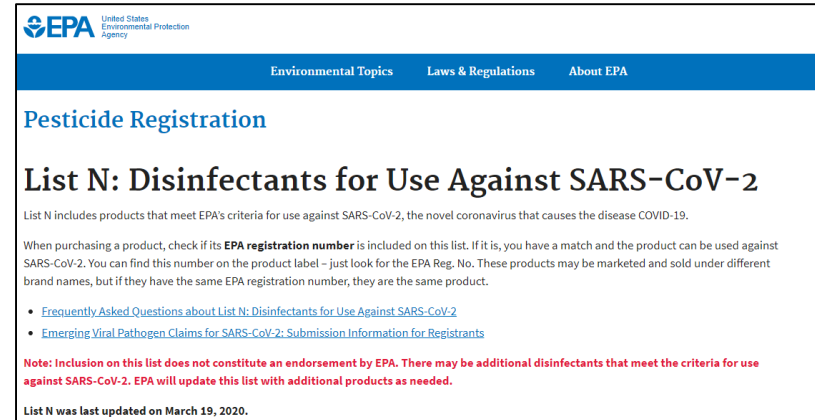 EPA
United States
Environmental Protection
Agency
Environmental Topics Laws & Regulations About EPA
Pesticide Registration
List N: Disinfectants for Use Against SARS-CoV-2
List N includes products that meet EPA's criteria for use against SARS-CoV-2, the novel coronavirus that causes the disease COVID-19.
When purchasing a product, check if its EPA registration number is included on this list. If it is, you have a match and the product can be used against
SARS-CoV-2. You can find this number on the product label – just look for the EPA Reg. No. These products may be marketed and sold under different
brand names, but if they have the same EPA registration number, they are the same product.
• Frequently Asked Questions about List N: Disinfectants for Use Against SARS-CoV-2
• Emerging Viral Pathogen Claims for SARS-CoV-2: Submission Information for Registrants
Note: Inclusion on this list does not constitute an endorsement by EPA. There may be additional disinfectants that meet the criteria for use
against SARS-CoV-2. EPA will update this list with additional products as needed.
List N was last updated on March 19, 2020.